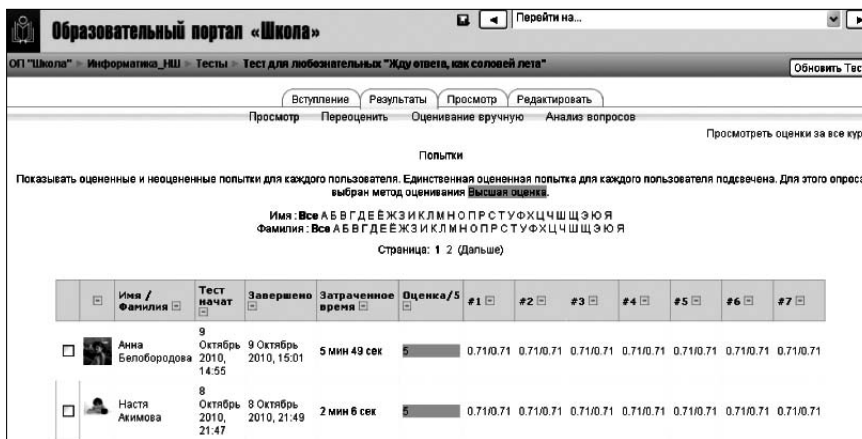 Образовательный портал «Школа»
Перейти на...
ОП "Школа" Информатика_НШ Тесты Тест для любознательных "Жду ответа, как соловей лета"
Обновить Тес
Вступление Результаты Просмотр Редактировать
Просмотр Переоценить Оценивание вручную Анализ вопросов
Просмотреть оценки за все кур
Попытки
Показывать оцененные и неоцененные попытки для каждого пользователя. Единственная оцененная попытка для каждого пользователя подсвечена. Для этого опроса
выбран метод оценивания Высшая оценка.
Имя : Все А Б В Г Д Е Ё Ж З И К Л М Н О П Р С Т У Ф Х Ц Ч Ш Щ Э Ю Я
Фамилия : Все А Б В Г Д Е Ё Ж З И К Л М Н О П Р С Т У Ф Х Ц Ч Ш Щ Э Ю Я
Страница: 1 2 (Дальше)
Имя / Фамилия Тест начат Завершено Затраченное время Оценка/5 #1 #2 #3 #4 #5 #6 #7
Анна Белобородова 9 Октябрь 2010, 14:55 9 Октябрь 2010, 15:01 5 мин 49 сек 5 0.71/0.71 0.71/0.71 0.71/0.71 0.71/0.71 0.71/0.71 0.71/0.71 0.71/0.71
Настя Акимова 8 Октябрь 2010, 21:47 8 Октябрь 2010, 21:49 2 мин 6 сек 5 0.71/0.71 0.71/0.71 0.71/0.71 0.71/0.71 0.71/0.71 0.71/0.71 0.71/0.71